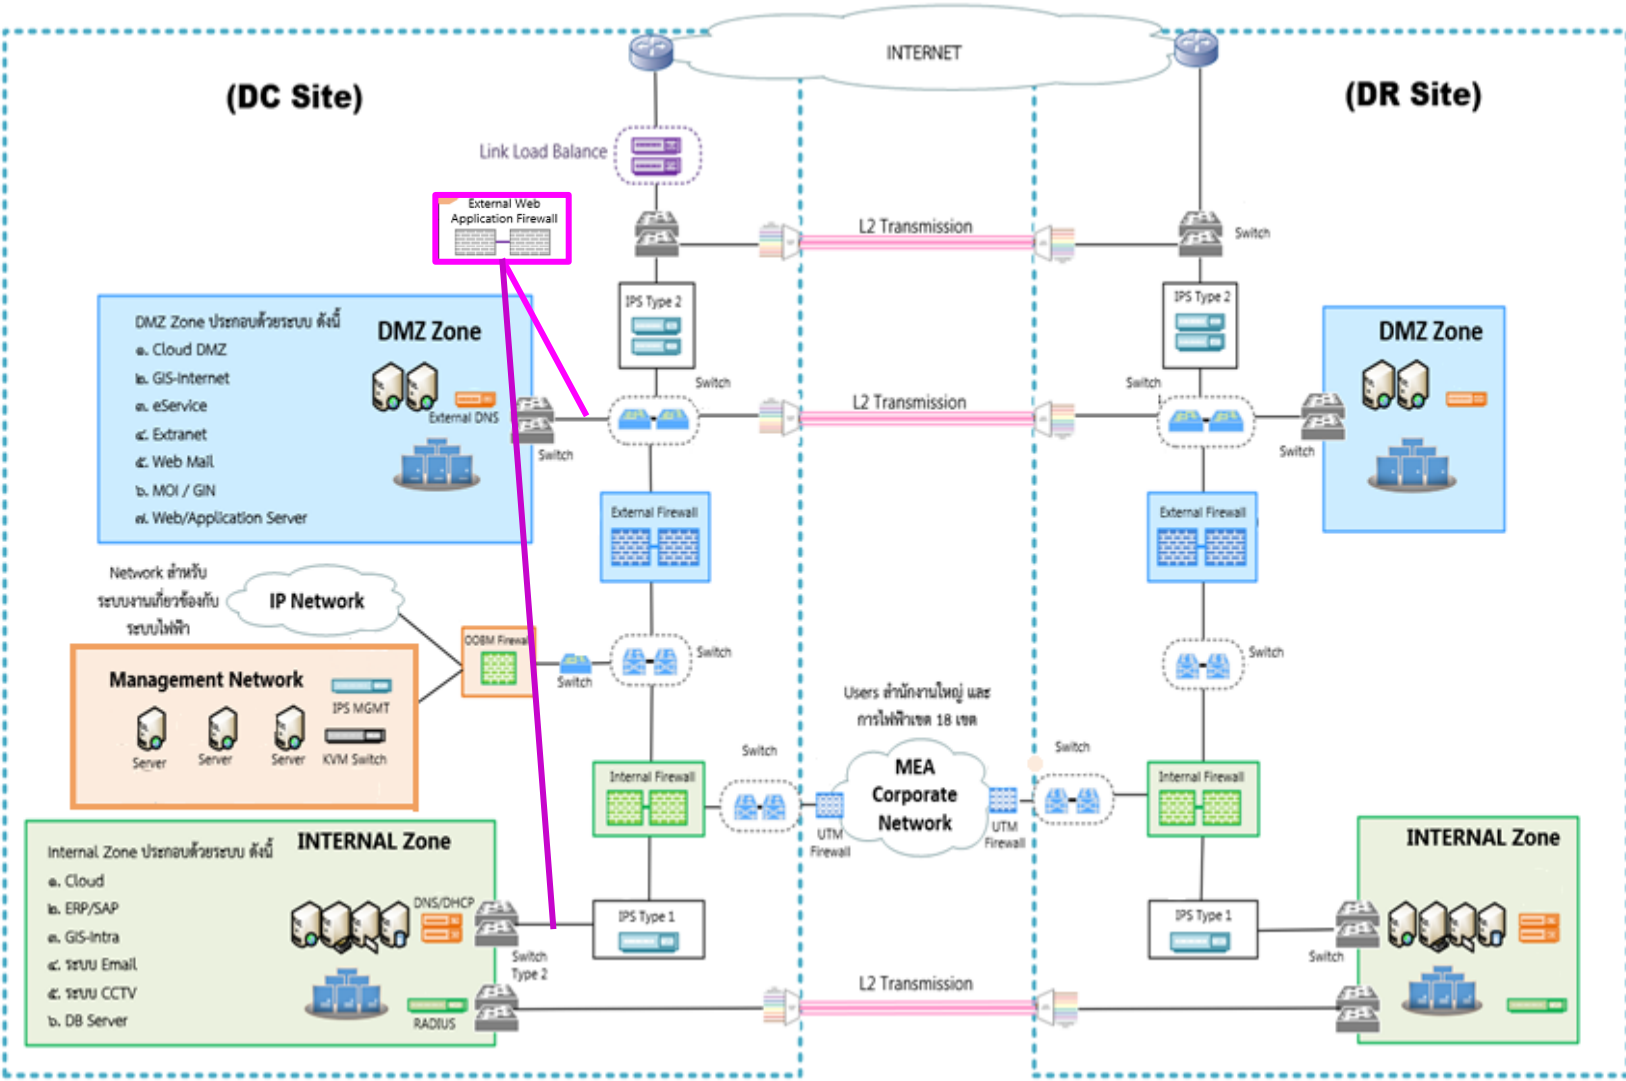 INTERNET
(DC Site)
(DR Site)
Link Load Balance
External Web
Application Firewall
L2 Transmission
Switch
IPS Type 2
IPS Type 2
DMZ Zone ประกอบด้วยระบบ ดังนี้
DMZ Zone
๑. Cloud DMZ
๒. GIS-Internet
๓. eService
๔. Extranet
๕. Web Mail
๖. MOI / GIN
๗. Web/Application Server
External DNS
Switch
Switch
L2 Transmission
Switch
Switch
DMZ Zone
External Firewall
External Firewall
Network สำหรับ
ระบบงานเกี่ยวข้องกับ
ระบบไฟฟ้า
IP Network
OOBM Firewall
Switch
Switch
Switch
Management Network
IPS MGMT
Server
Server
Server
KVM Switch
Users สำนักงานใหญ่ และ
การไฟฟ้าเขต 18 เขต
Switch
Switch
MEA
Corporate
Network
UTM
Firewall
UTM
Firewall
Internal Firewall
Internal Firewall
Internal Zone ประกอบด้วยระบบ ดังนี้
INTERNAL Zone
๑. Cloud
๒. ERP/SAP
๓. GIS-Intra
๔. ระบบ Email
๕. ระบบ CCTV
๖. DB Server
DNS/DHCP
RADIUS
Switch
Type 2
IPS Type 1
L2 Transmission
IPS Type 1
Switch
INTERNAL Zone